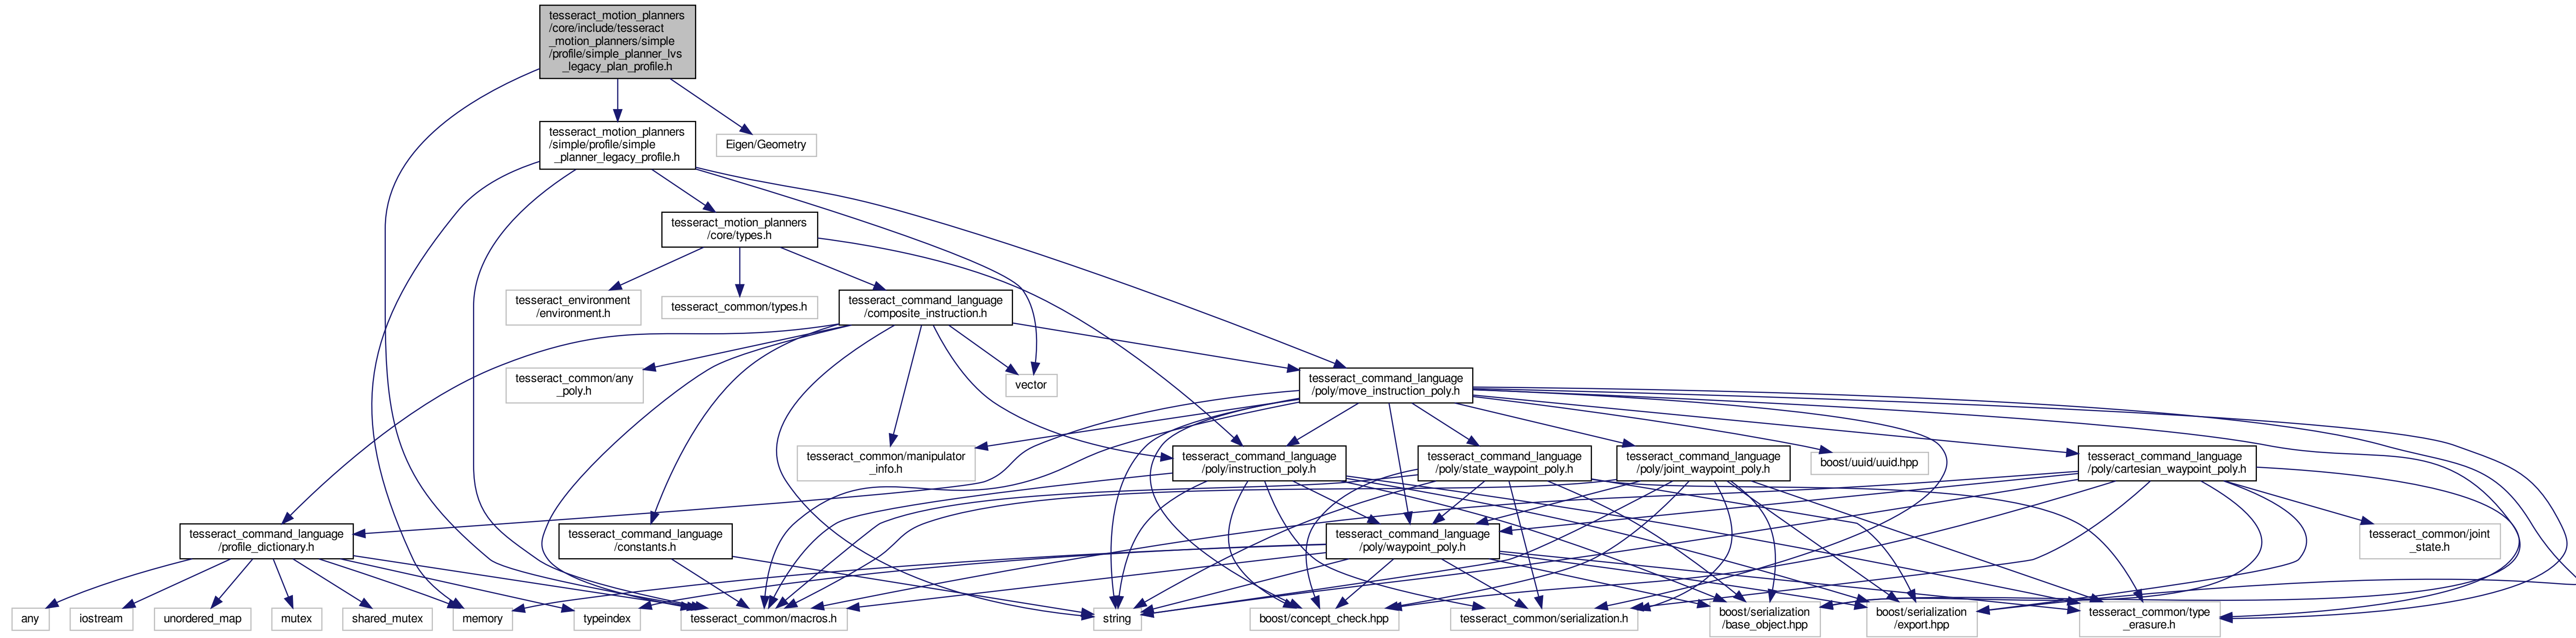 tesseract_motion_planners
/core/include/tesseract
_motion_planners/simple
/profile/simple_planner_lvs
_legacy_plan_profile.h
tesseract_motion_planners
/simple/profile/simple
_planner_legacy_profile.h
Eigen/Geometry
tesseract_motion_planners
/core/types.h
tesseract_environment
/environment.h
tesseract_common/types.h
tesseract_command_language
/composite_instruction.h
tesseract_common/any
_poly.h
vector
tesseract_command_language
/poly/move_instruction_poly.h
tesseract_common/manipulator
_info.h
tesseract_command_language
/poly/instruction_poly.h
tesseract_command_language
/poly/state_waypoint_poly.h
tesseract_command_language
/poly/joint_waypoint_poly.h
boost/uuid/uuid.hpp
tesseract_command_language
/poly/cartesian_waypoint_poly.h
tesseract_command_language
/profile_dictionary.h
tesseract_command_language
/constants.h
tesseract_command_language
/poly/waypoint_poly.h
tesseract_common/joint
_state.h
any
iostream
unordered_map
mutex
shared_mutex
memory
typeindex
tesseract_common/macros.h
string
boost/concept_check.hpp
tesseract_common/serialization.h
boost/serialization
/base_object.hpp
boost/serialization
/export.hpp
tesseract_common/type
_erasure.h